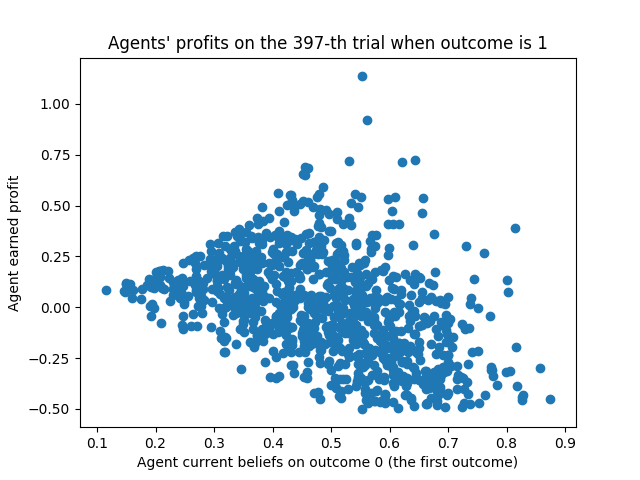 Agents' profits on the 397-th trial when outcome is 1
1.00
0.75
0.50
0.25
0.00
−0.25
−0.50
Agent earned profit
0.1 0.2 0.3 0.4 0.5 0.6 0.7 0.8 0.9
Agent current beliefs on outcome 0 (the first outcome)